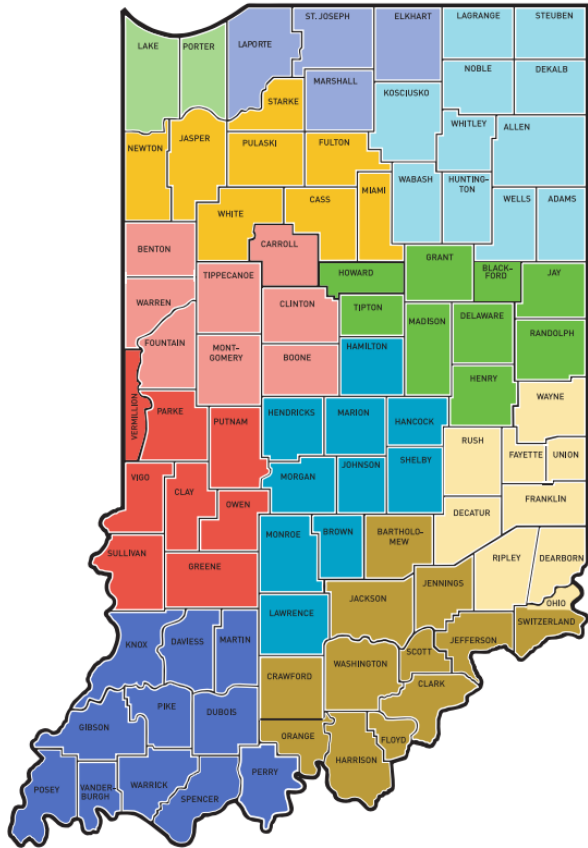 LAKE
PORTER
LAPORTE
ST. JOSEPH
ELKHART
LAGRANGE
STEUBEN
NOBLE
DEKALB
MARSHALL
STARKE
KOSCIUSKO
WHITLEY
ALLEN
NEWTON
JASPER
PULASKI
FULTON
WABASH
HUNTING-
TON
MIAMI
WELLS
ADAMS
WHITE
CASS
BENTON
CARROLL
HOWARD
GRANT
BLACK-
FORD
JAY
TIPPECANOE
WARREN
CLINTON
TIPTON
MADISON
DELAWARE
RANDOLPH
FOUNTAIN
MONT-
GOMERY
BOONE
HAMILTON
HENRY
WAYNE
VERMILLION
PARKE
PUTNAM
HENDRICKS
MARION
HANCOCK
RUSH
FAYETTE
UNION
VIGO
CLAY
MORGAN
JOHNSON
SHELBY
FRANKLIN
OWEN
DECATUR
SULLIVAN
GREENE
MONROE
BROWN
BARTHOLO-
MEW
RIPLEY
DEARBORN
JENNINGS
JACKSON
OHIO
LAWRENCE
SWITZERLAND
JEFFERSON
KNOX
DAVIESS
MARTIN
SCOTT
WASHINGTON
CRAWFORD
CLARK
PIKE
DUBOIS
GIBSON
ORANGE
FLOYD
HARRISON
POSEY
VANDER-
BURGH
WARRICK
SPENCER
PERRY